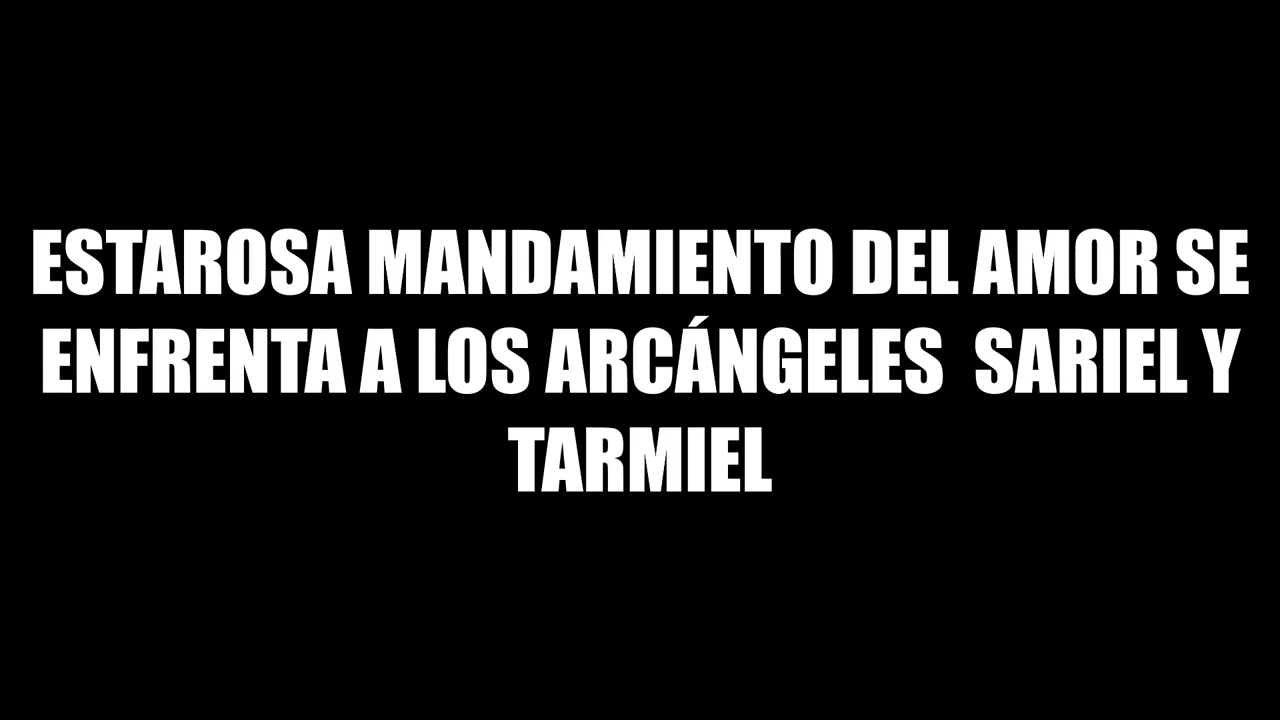 ESTAROSA MANDAMIENTO DEL AMOR SE
ENFRENTA A LOS ARCÁNGELES  SARIEL Y
TARMIEL